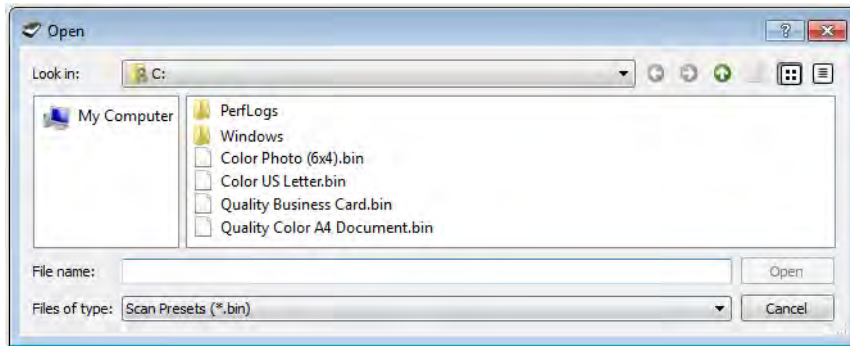 Open
Look in: C:
My Computer
PerfLogs
Windows
Color Photo (6x4).bin
Color US Letter.bin
Quality Business Card.bin
Quality Color A4 Document.bin
File name: Open
Files of type: Scan Presets (*.bin) Cancel